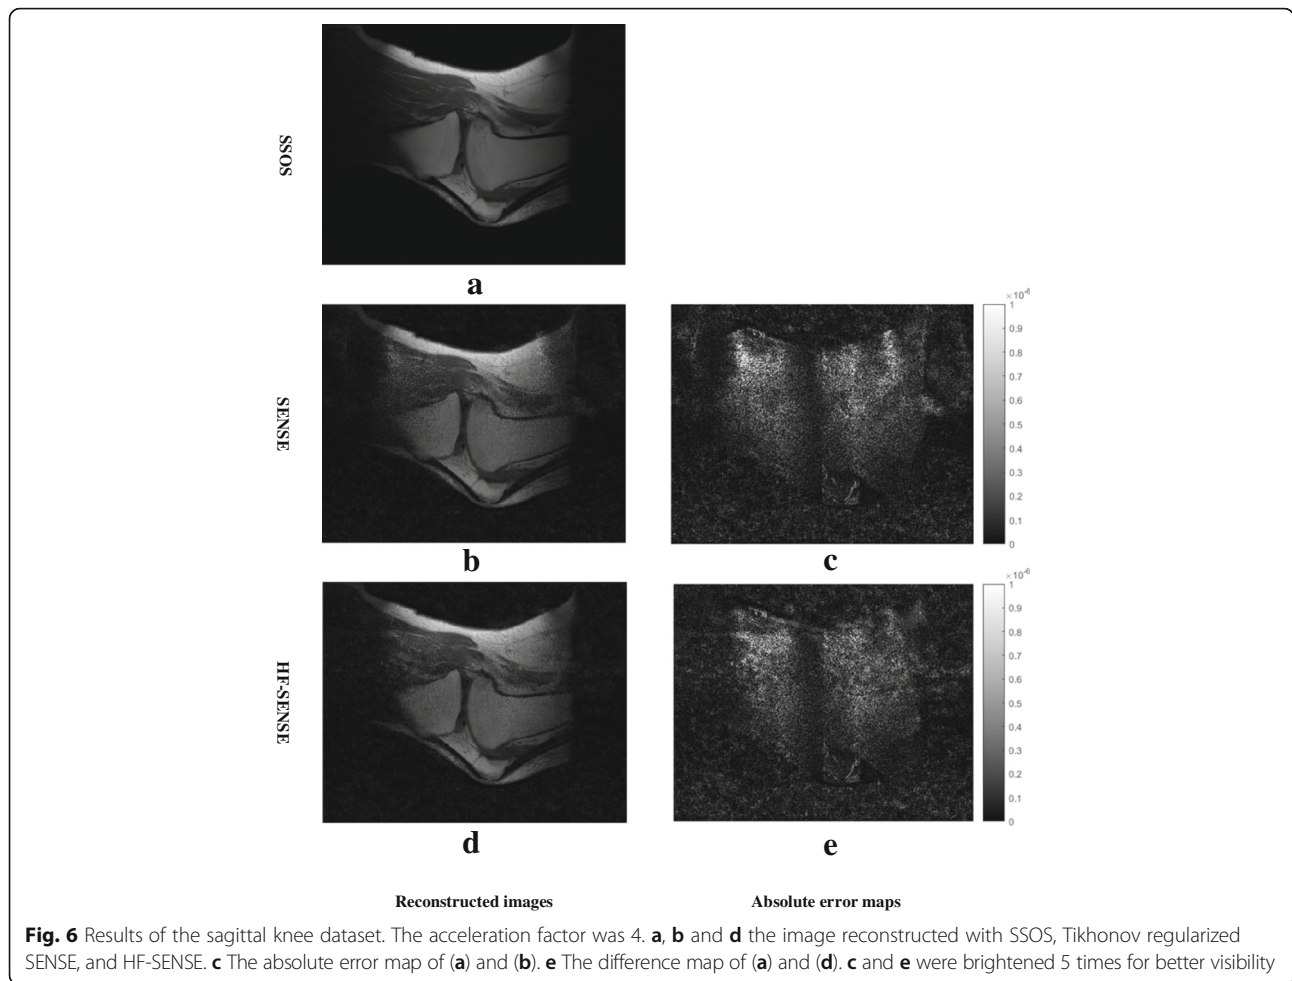 SSOS
a
SENSE
b
×10⁻⁶
1
0.9
0.8
0.7
0.6
0.5
0.4
0.3
0.2
0.1
0
c
HF-SENSE
d
×10⁻⁶
1
0.9
0.8
0.7
0.6
0.5
0.4
0.3
0.2
0.1
0
e
Reconstructed images
Absolute error maps
Fig. 6 Results of the sagittal knee dataset. The acceleration factor was 4. a, b and d the image reconstructed with SSOS, Tikhonov regularized
SENSE, and HF-SENSE. c The absolute error map of (a) and (b). e The difference map of (a) and (d). c and e were brightened 5 times for better visibility